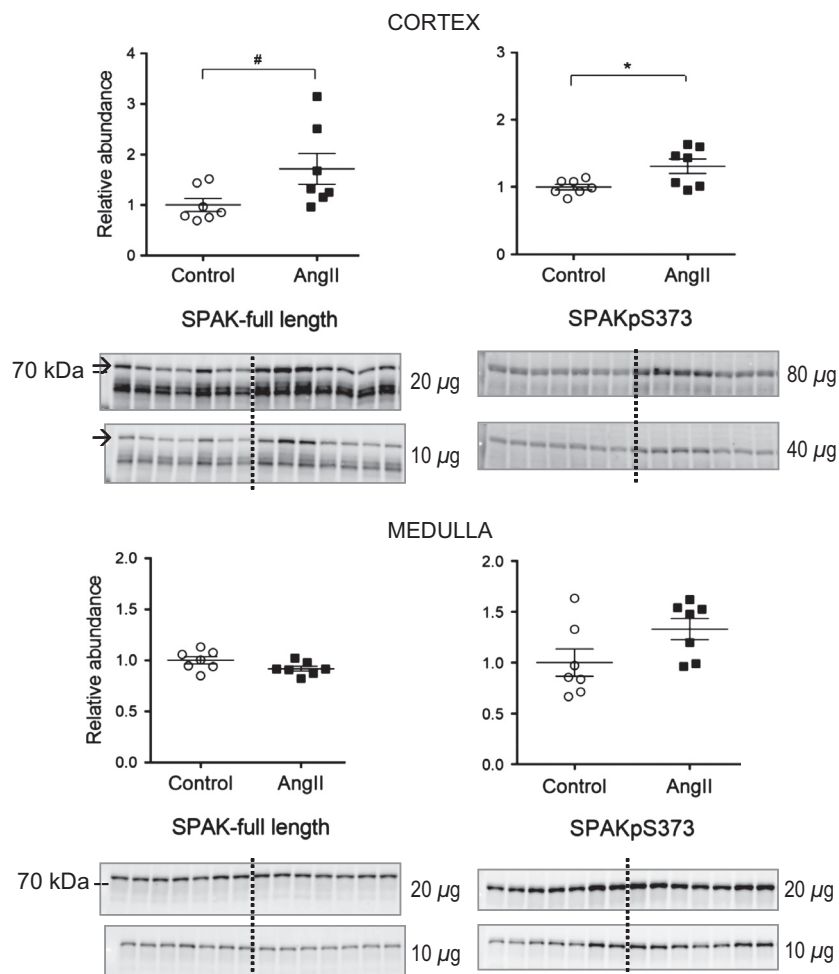 CORTEX
Relative abundance
4
3
2
1
0
#
Control AngII
SPAK-full length
3
2
1
0
*
Control AngII
SPAKpS373
70 kDa
20 µg
10 µg
80 µg
40 µg
MEDULLA
Relative abundance
2.0
1.5
1.0
0.5
0.0
Control AngII
SPAK-full length
2.0
1.5
1.0
0.5
0.0
Control AngII
SPAKpS373
70 kDa
20 µg
10 µg
20 µg
10 µg